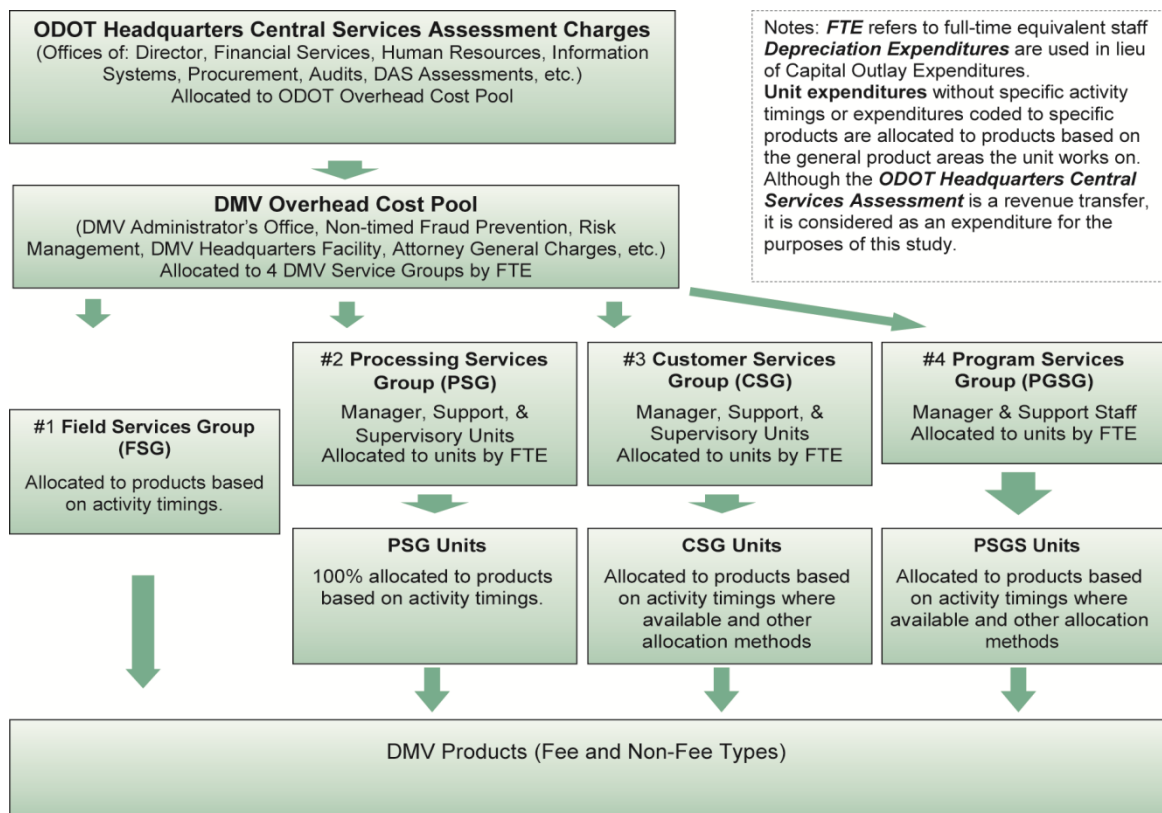 ODOT Headquarters Central Services Assessment Charges
(Offices of: Director, Financial Services, Human Resources, Information
Systems, Procurement, Audits, DAS Assessments, etc.)
Allocated to ODOT Overhead Cost Pool
Notes: FTE refers to full-time equivalent staff
Depreciation Expenditures are used in lieu
of Capital Outlay Expenditures.
Unit expenditures without specific activity
timings or expenditures coded to specific
products are allocated to products based on
the general product areas the unit works on.
Although the ODOT Headquarters Central
Services Assessment is a revenue transfer,
it is considered as an expenditure for the
purposes of this study.
DMV Overhead Cost Pool
(DMV Administrator's Office, Non-timed Fraud Prevention, Risk
Management, DMV Headquarters Facility, Attorney General Charges, etc.)
Allocated to 4 DMV Service Groups by FTE
#1 Field Services Group
(FSG)
Allocated to products based
on activity timings.
#2 Processing Services
Group (PSG)
Manager, Support, &
Supervisory Units
Allocated to units by FTE
#3 Customer Services
Group (CSG)
Manager, Support, &
Supervisory Units
Allocated to units by FTE
#4 Program Services
Group (PGSG)
Manager & Support Staff
Allocated to units by FTE
PSG Units
100% allocated to products
based on activity timings.
CSG Units
Allocated to products based
on activity timings where
available and other
allocation methods
PSGS Units
Allocated to products based
on activity timings where
available and other allocation
methods
DMV Products (Fee and Non-Fee Types)